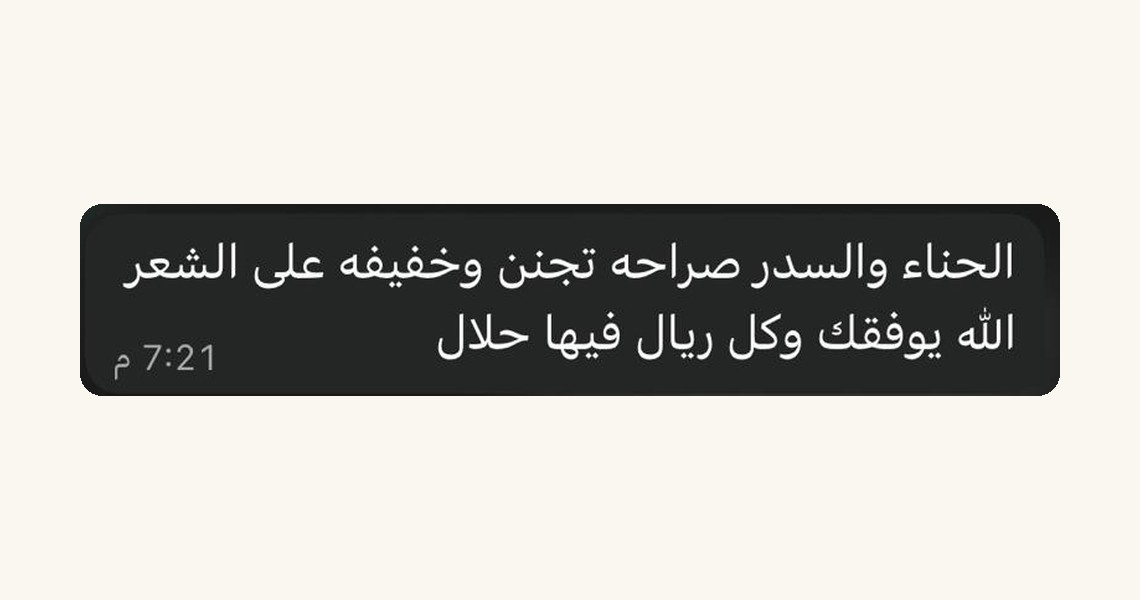 الحناء والسدر صراحه تجنن وخفيفه على الشعر
الله يوفقك وكل ريال فيها حلال
7:21 م